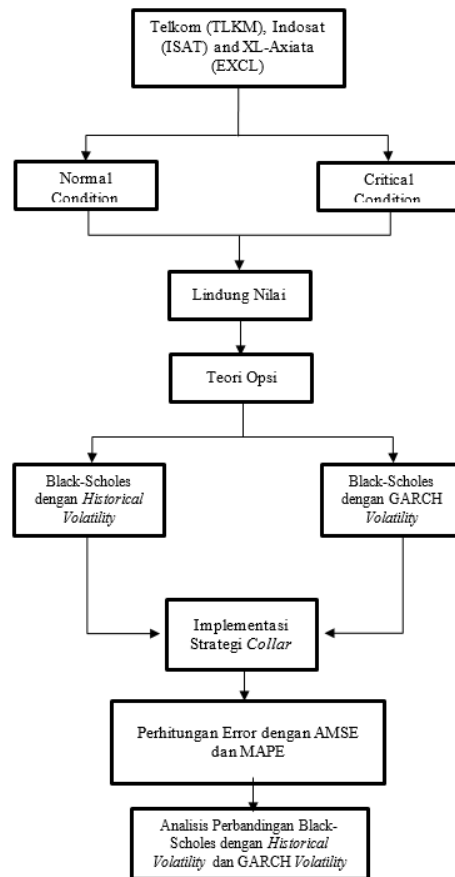 Telkom (TLKM), Indosat
(ISAT) and XL-Axiata
(EXCL)
Normal
Condition
Critical
Condition
Lindung Nilai
Teori Opsi
Black-Scholes
dengan Historical
Volatility
Black-Scholes
dengan GARCH
Volatility
Implementasi
Strategi Collar
Perhitungan Error dengan AMSE
dan MAPE
Analisis Perbandingan Black-
Scholes dengan Historical
Volatility dan GARCH Volatility